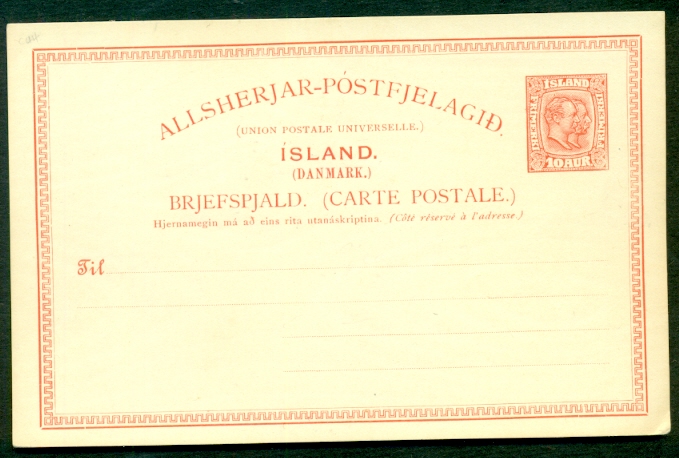 ALLSHERJAR-PÓSTFJELAGIÐ.
(UNION POSTALE UNIVERSELLE.)
ÍSLAND.
(DANMARK.)
BRJEFSPJALD. (CARTE POSTALE.)
Hjernamegin má að eins rita utanáskriptina. (Côté réservé à l'adresse.)
Til
ÍSLAND
10 AUR